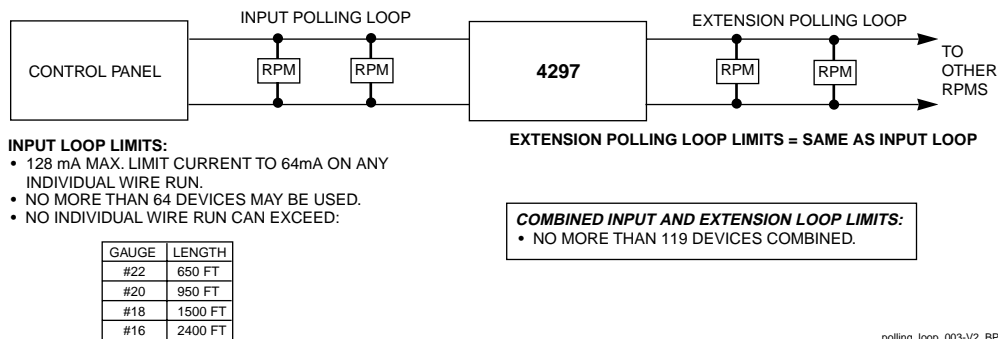 INPUT POLLING LOOP
EXTENSION POLLING LOOP
CONTROL PANEL
RPM
RPM
4297
RPM
RPM
TO
OTHER
RPMS
INPUT LOOP LIMITS:
• 128 mA MAX. LIMIT CURRENT TO 64mA ON ANY
INDIVIDUAL WIRE RUN.
• NO MORE THAN 64 DEVICES MAY BE USED.
• NO INDIVIDUAL WIRE RUN CAN EXCEED:
GAUGE LENGTH
#22 650 FT
#20 950 FT
#18 1500 FT
#16 2400 FT
EXTENSION POLLING LOOP LIMITS = SAME AS INPUT LOOP
COMBINED INPUT AND EXTENSION LOOP LIMITS:
• NO MORE THAN 119 DEVICES COMBINED.